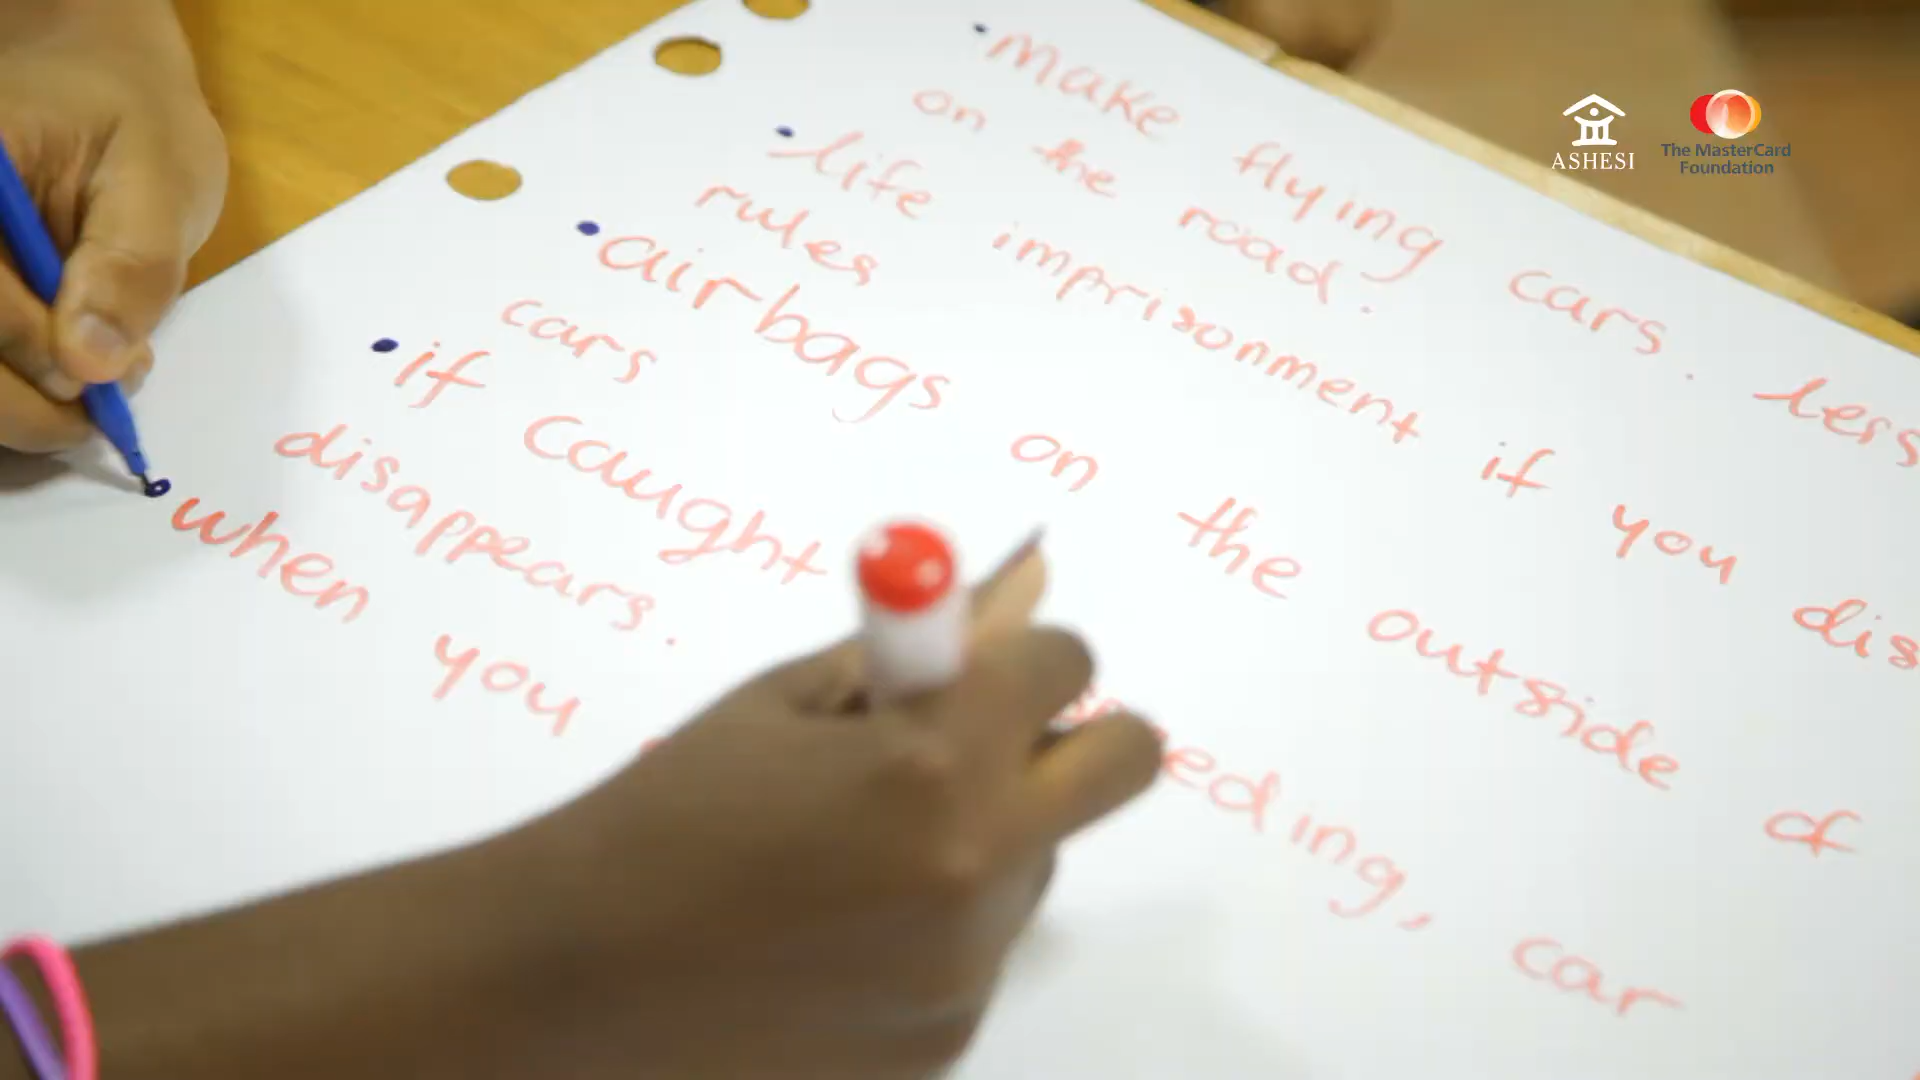 • make flying cars. less
on the road.
• life imprisonment if you dis
rules
• airbags on the outside of
cars
• if caught speeding, car
disappears.
• when you
ASHESI
The MasterCard
Foundation